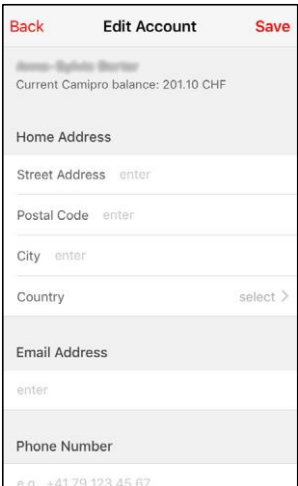 Back Edit Account Save
Current Camipro balance: 201.10 CHF
Home Address
Street Address enter
Postal Code enter
City enter
Country select >
Email Address
enter
Phone Number
e.g. +41 79 123 45 67